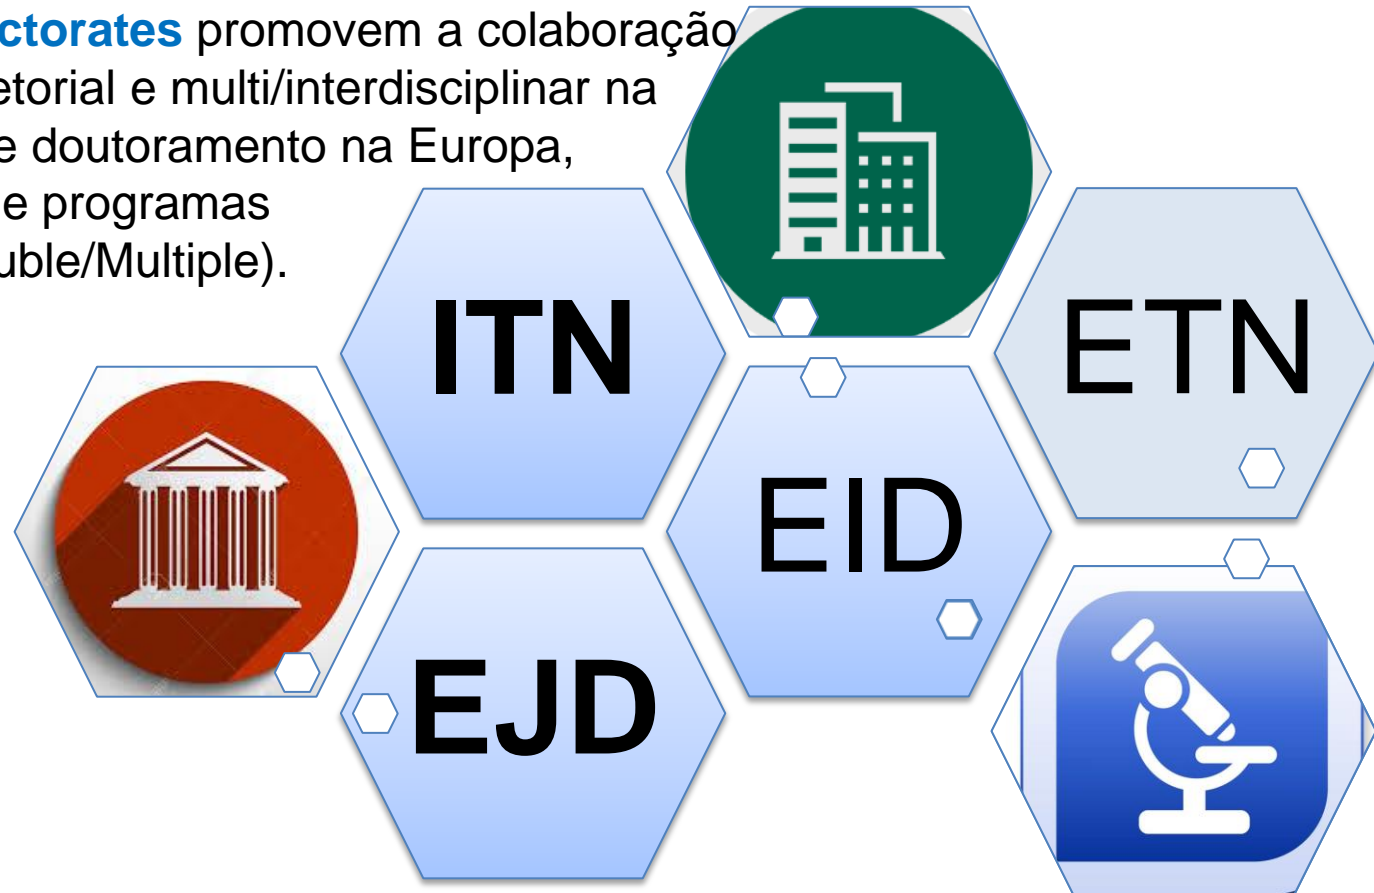 ctorates promovem a colaboração
etorial e multi/interdisciplinar na
e doutoramento na Europa,
e programas
uble/Multiple).
ITN
ETN
EID
EJD